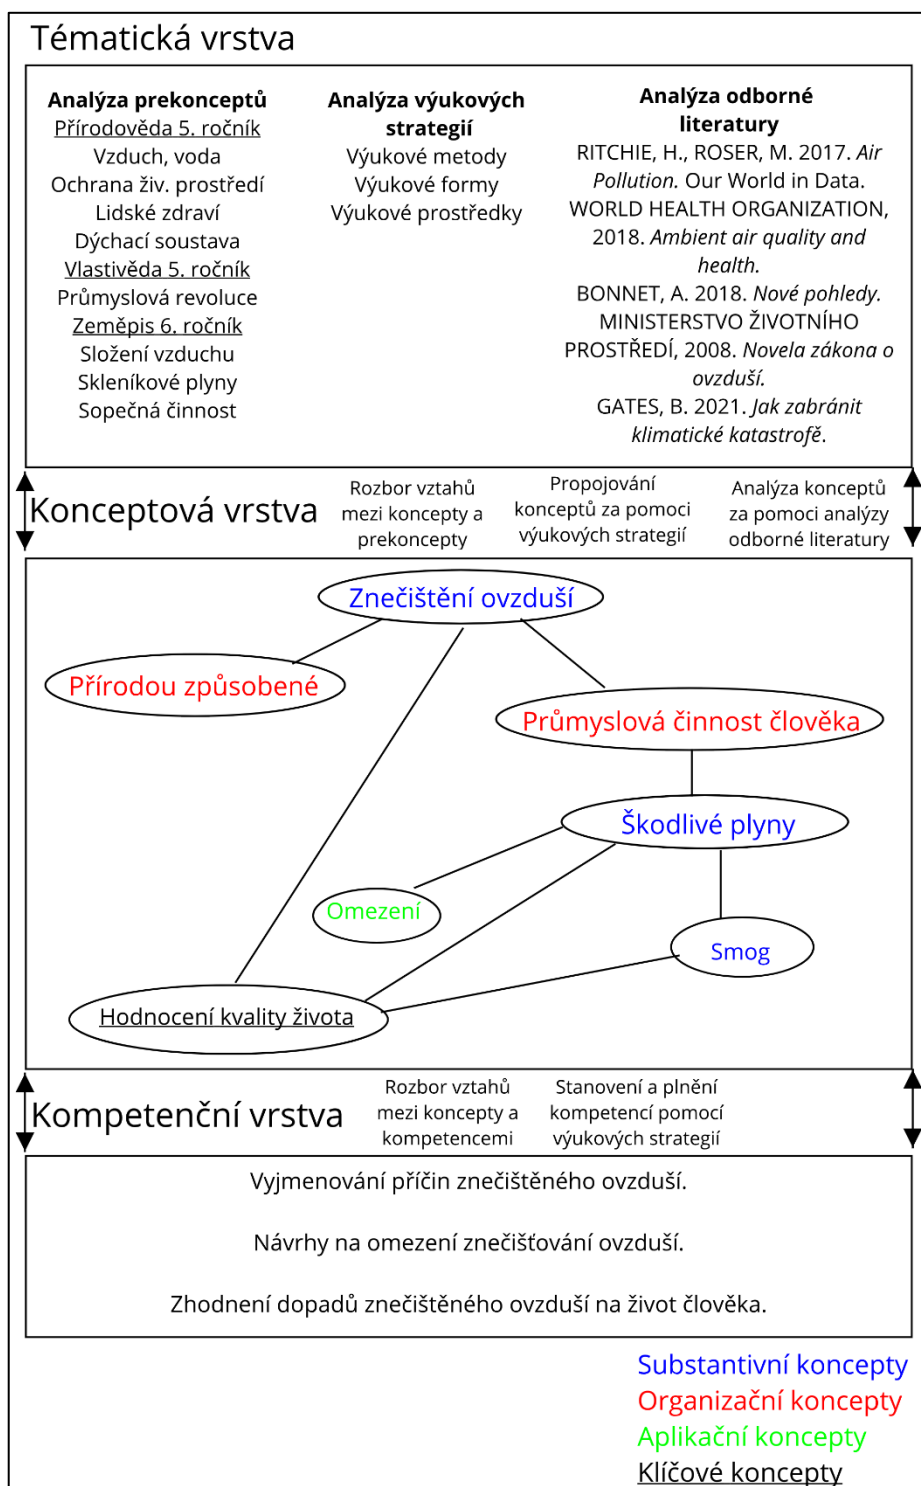 Tématická vrstva
Analýza prekonceptů
Přírodověda 5. ročník
Vzduch, voda
Ochrana živ. prostředí
Lidské zdraví
Dýchací soustava
Vlastivěda 5. ročník
Průmyslová revoluce
Zeměpis 6. ročník
Složení vzduchu
Skleníkové plyny
Sopečná činnost
Analýza výukových
strategií
Výukové metody
Výukové formy
Výukové prostředky
Analýza odborné
literatury
RITCHIE, H., ROSER, M. 2017. Air
Pollution. Our World in Data.
WORLD HEALTH ORGANIZATION,
2018. Ambient air quality and
health.
BONNET, A. 2018. Nové pohledy.
MINISTERSTVO ŽIVOTNÍHO
PROSTŘEDÍ, 2008. Novela zákona o
ovzduší.
GATES, B. 2021. Jak zabránit
klimatické katastrofě.
Konceptová vrstva
Rozbor vztahů
mezi koncepty a
prekoncepty
Propojování
konceptů za pomoci
výukových strategií
Analýza konceptů
za pomoci analýzy
odborné literatury
Znečištění ovzduší
Přírodou způsobené
Průmyslová činnost člověka
Škodlivé plyny
Omezení
Smog
Hodnocení kvality života
Kompetenční vrstva
Rozbor vztahů
mezi koncepty a
kompetencemi
Stanovení a plnění
kompetencí pomocí
výukových strategií
Vyjmenování příčin znečištěného ovzduší.
Návrhy na omezení znečišťování ovzduší.
Zhodnení dopadů znečištěného ovzduší na život člověka.
Substantivní koncepty
Organizační koncepty
Aplikační koncepty
Klíčové koncepty